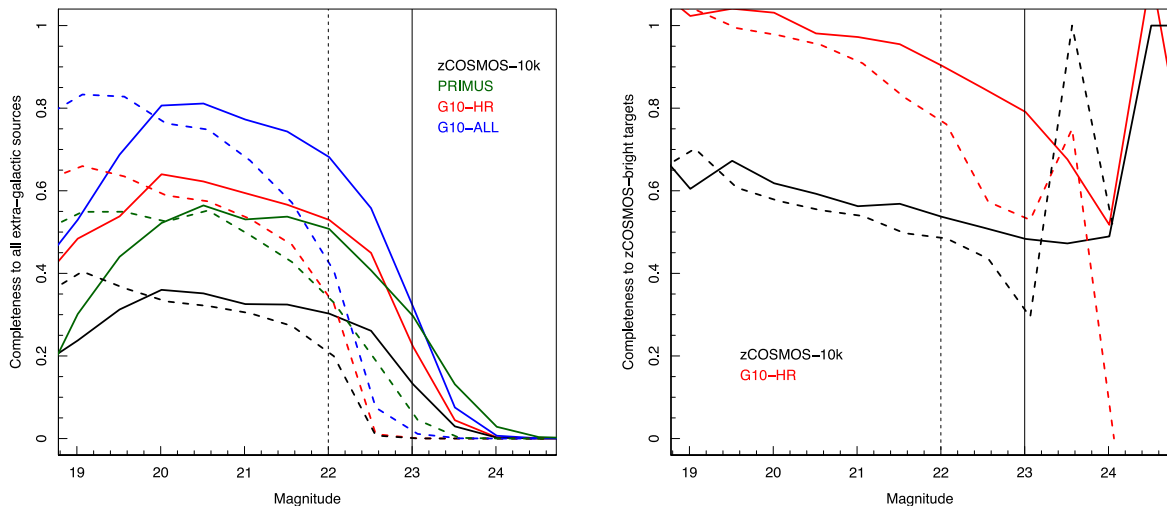 Completeness to all extra-galactic sources
1
0.8
0.6
0.4
0.2
0
zCOSMOS-10k
PRIMUS
G10-HR
G10-ALL
19 20 21 22 23 24
Magnitude
Completeness to zCOSMOS-bright targets
1
0.8
0.6
0.4
0.2
0
zCOSMOS-10k
G10-HR
19 20 21 22 23 24
Magnitude